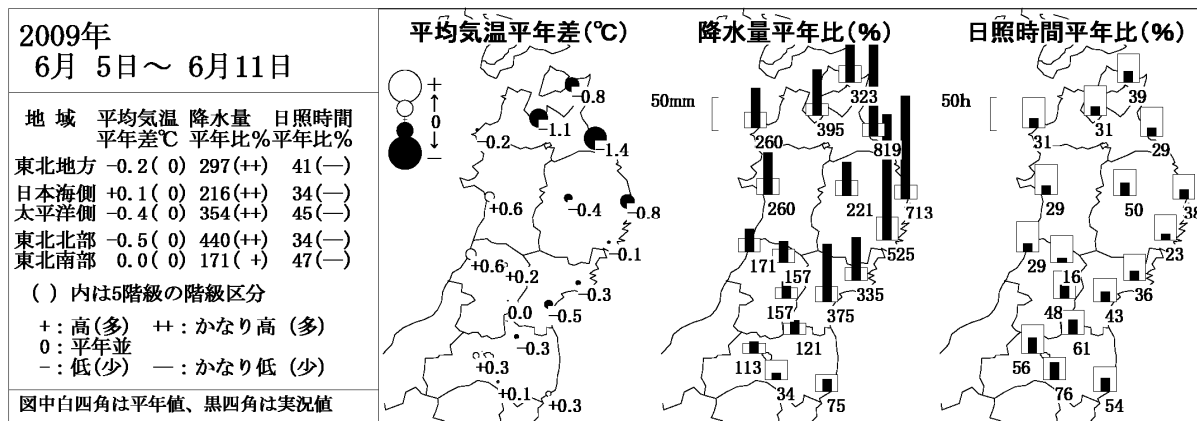 2009年
6月 5日～ 6月11日
地 域 平均気温 降水量 日照時間
平年差℃ 平年比% 平年比%
東北地方 -0.2( 0) 297(++) 41(—)
日本海側 +0.1( 0) 216(++) 34(—)
太平洋側 -0.4( 0) 354(++) 45(—)
東北北部 -0.5( 0) 440(++) 34(—)
東北南部 0.0( 0) 171( +) 47(—)
( ) 内は5階級の階級区分
+：高(多) ++：かなり高 (多)
0：平年並
-：低(少) —：かなり低 (少)
図中白四角は平年値、黒四角は実況値
平均気温平年差(℃)
+
↑
0
↓
−
-0.8
-1.1
-0.2
-1.4
+0.6
-0.4
-0.8
-0.1
+0.6
+0.2
-0.3
0.0
-0.5
-0.3
+0.3
+0.1
+0.3
降水量平年比(%)
50mm
323
395
260
819
260
221
713
525
171
157
335
157
375
121
113
34
75
日照時間平年比(%)
50h
39
31
31
29
29
50
38
23
29
16
36
48
43
61
56
76
54